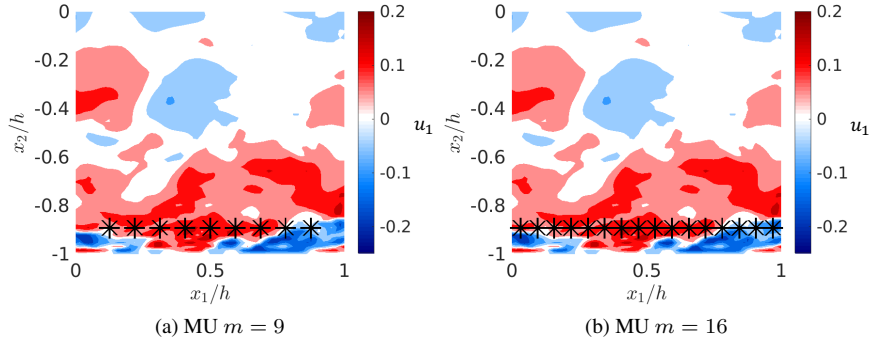 0 0.2 0 0.2
-0.2 -0.2
0.1 0.1
-0.4 -0.4
x₂/h 0 u₁ x₂/h 0 u₁
-0.6 -0.6
-0.1 -0.1
-0.8 -0.8
-0.2 -0.2
-1 -1
0 0.5 1 0 0.5 1
x₁/h x₁/h
(a) MU m = 9 (b) MU m = 16